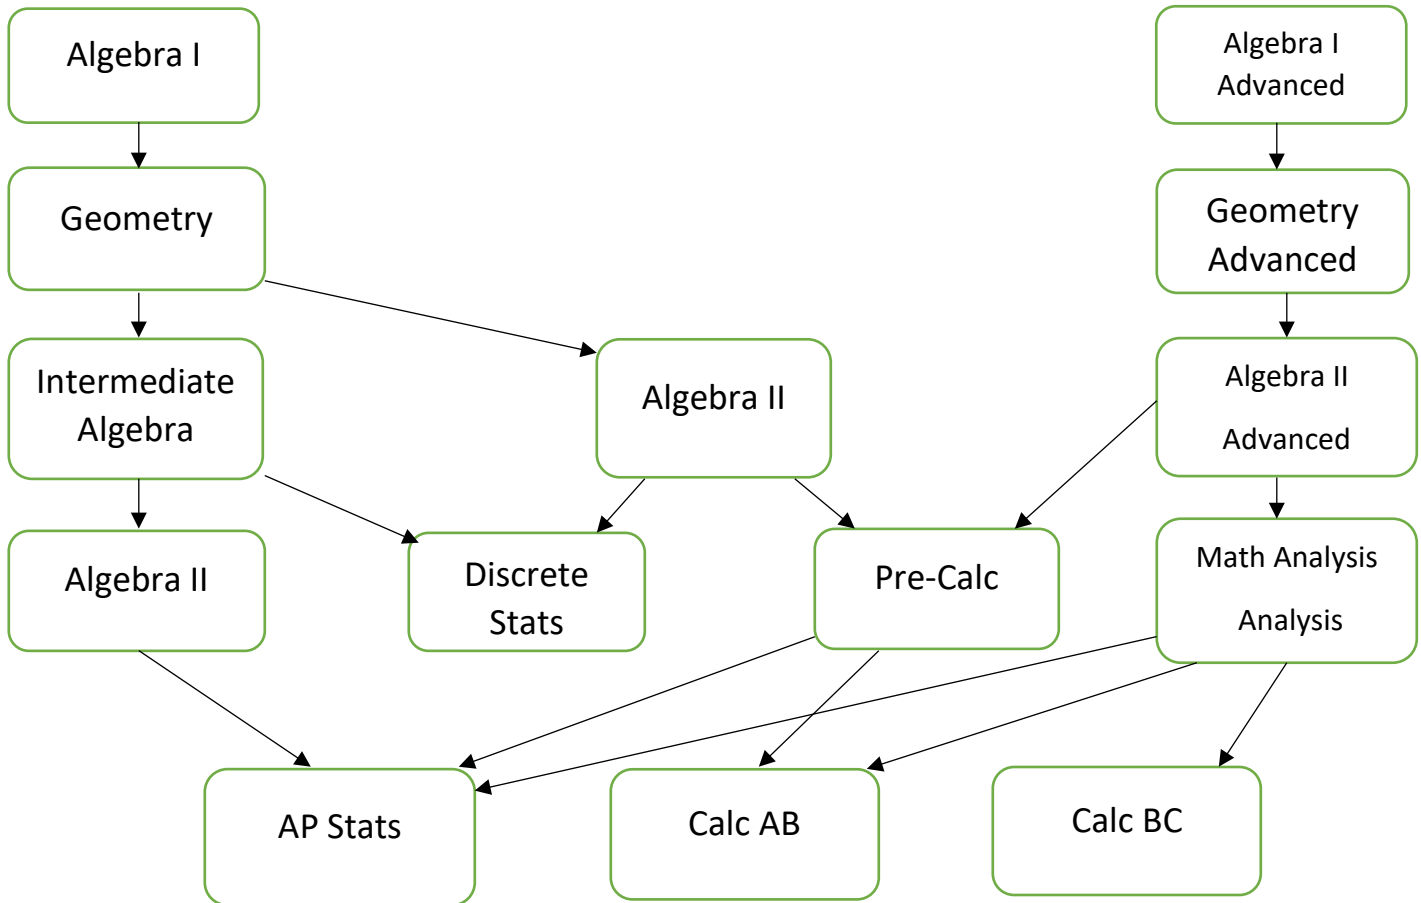 Algebra I
Algebra I
Advanced
Geometry
Geometry
Advanced
Intermediate
Algebra
Algebra II
Algebra II
Advanced
Algebra II
Discrete
Stats
Pre-Calc
Math Analysis
Analysis
AP Stats
Calc AB
Calc BC